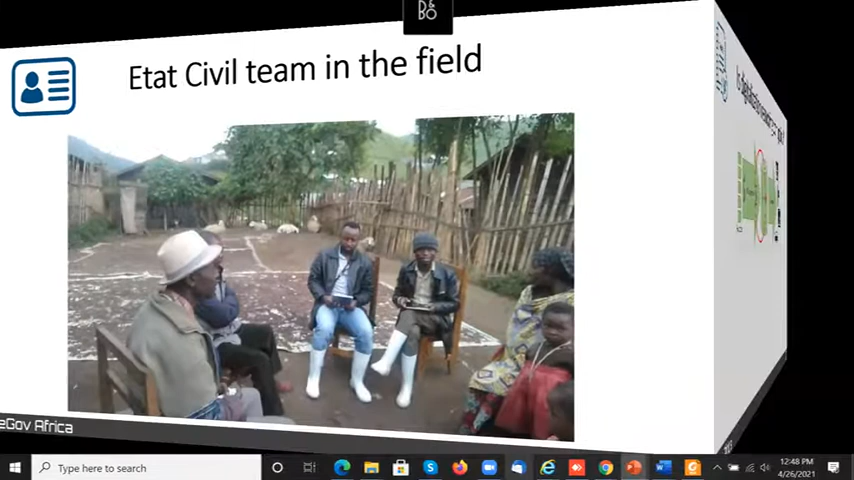 B&O
Etat Civil team in the field
eGov Africa
Type here to search
12:48 PM
4/26/2021